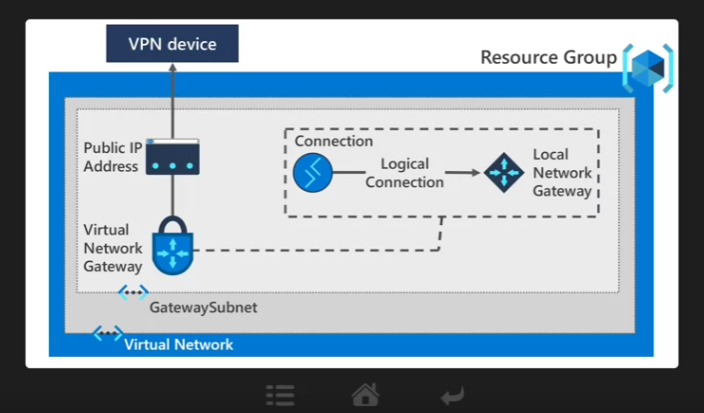 VPN device
Resource Group
Public IP
Address
Connection
Logical
Connection
Local
Network
Gateway
Virtual
Network
Gateway
GatewaySubnet
Virtual Network